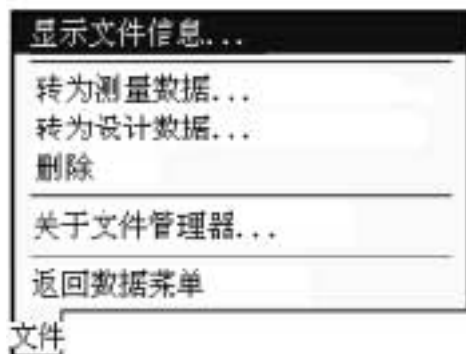 显示文件信息...
转为测量数据...
转为设计数据...
删除
关于文件管理器...
返回数据菜单
文件